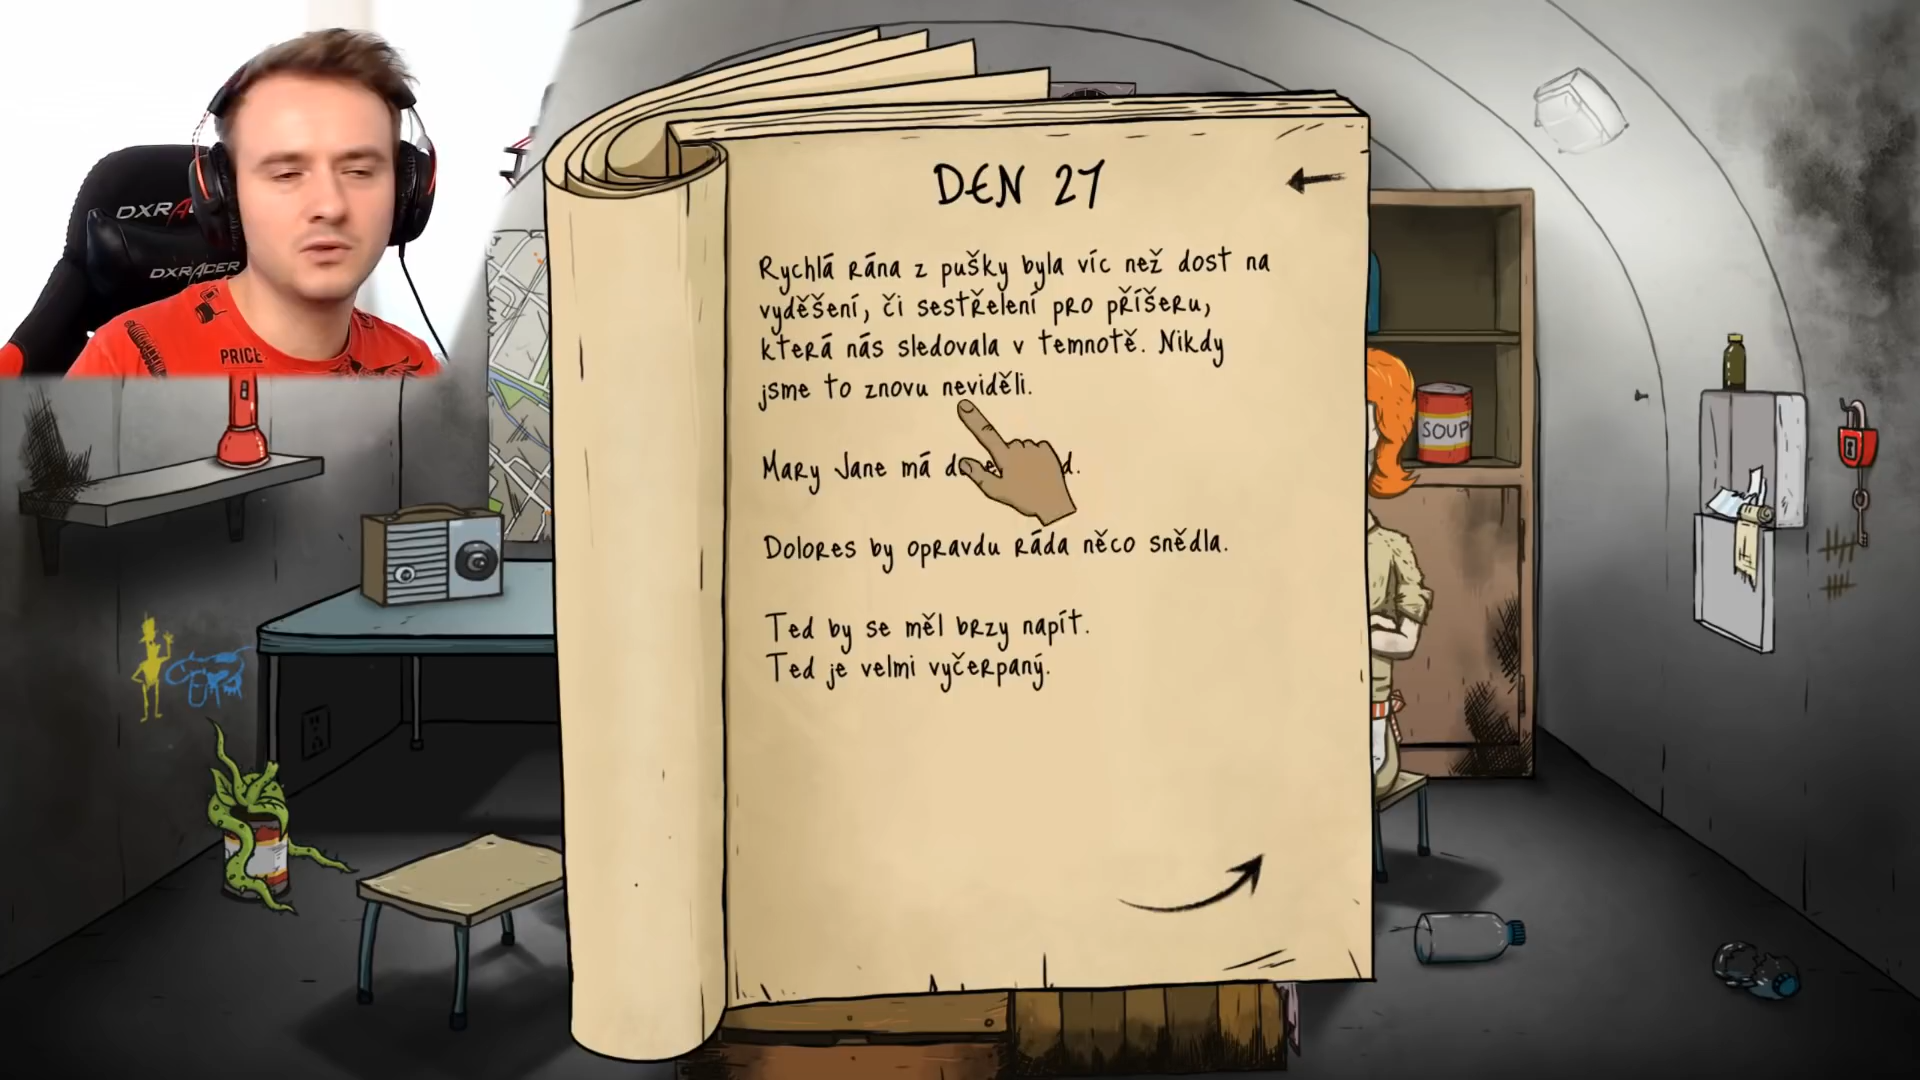 DXRACER
DXRACER
PRICE
DEN 27
Rychlá rána z pušky byla víc než dost na
vyděšení, či sestřelení pro příšeru,
která nás sledovala v temnotě. Nikdy
jsme to znovu neviděli.
Mary Jane má
Dolores by opravdu ráda něco snědla.
Ted by se měl brzy napít.
Ted je velmi vyčerpaný.
SOUP